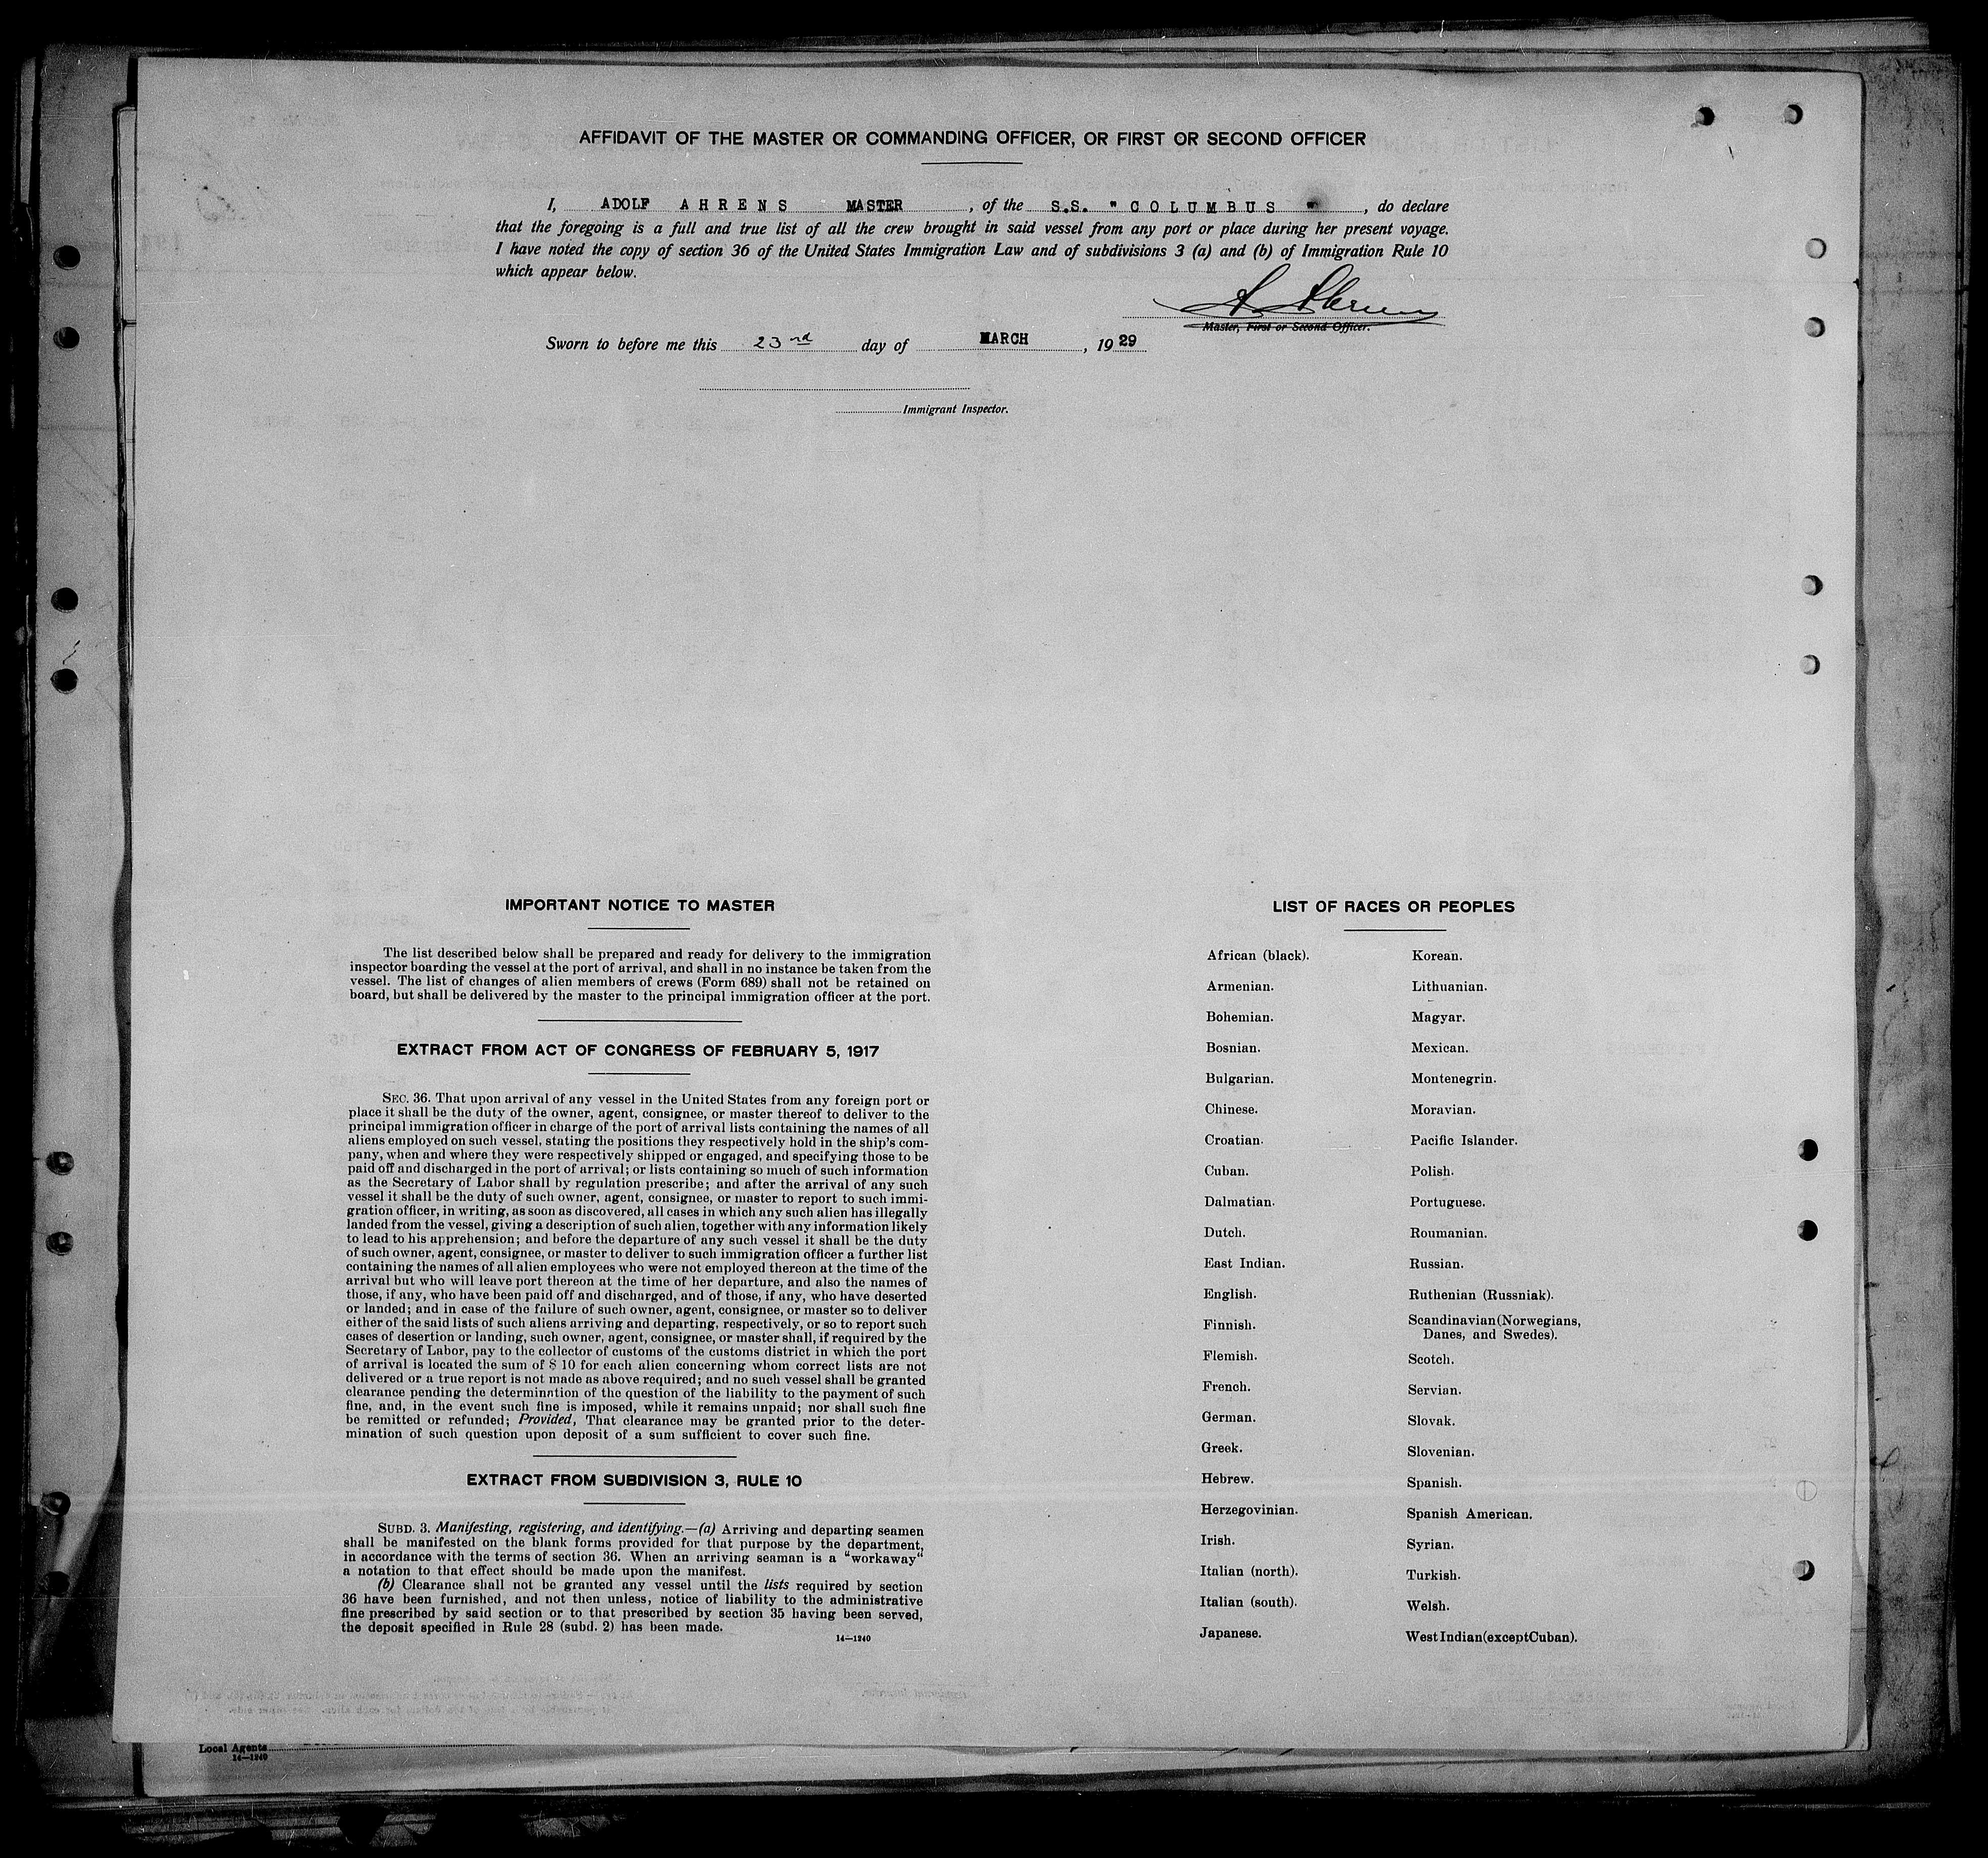 AFFIDAVIT OF THE MASTER OR COMMANDING OFFICER, OR FIRST OR SECOND OFFICER
I, ADOLF AHRENS MASTER, of the S.S. "COLUMBUS", do declare
that the foregoing is a full and true list of all the crew brought in said vessel from any port or place during her present voyage.
I have noted the copy of section 36 of the United States Immigration Law and of subdivisions 3 (a) and (b) of Immigration Rule 10
which appear below.
A. Ahrens
Master, First or Second Officer.
Sworn to before me this 23rd day of MARCH, 1929
Immigrant Inspector.
IMPORTANT NOTICE TO MASTER
The list described below shall be prepared and ready for delivery to the immigration
inspector boarding the vessel at the port of arrival, and shall in no instance be taken from the
vessel. The list of changes of alien members of crews (Form 689) shall not be retained on
board, but shall be delivered by the master to the principal immigration officer at the port.
EXTRACT FROM ACT OF CONGRESS OF FEBRUARY 5, 1917
SEC. 36. That upon arrival of any vessel in the United States from any foreign port or
place it shall be the duty of the owner, agent, consignee, or master thereof to deliver to the
principal immigration officer in charge of the port of arrival lists containing the names of all
aliens employed on such vessel, stating the positions they respectively hold in the ship's com-
pany, when and where they were respectively shipped or engaged, and specifying those to be
paid off and discharged in the port of arrival; or lists containing so much of such information
as the Secretary of Labor shall by regulation prescribe; and after the arrival of any such
vessel it shall be the duty of such owner, agent, consignee, or master to report to such immi-
gration officer, in writing, as soon as discovered, all cases in which any such alien has illegally
landed from the vessel, giving a description of such alien, together with any information likely
to lead to his apprehension; and before the departure of any such vessel it shall be the duty
of such owner, agent, consignee, or master to deliver to such immigration officer a further list
containing the names of all alien employees who were not employed thereon at the time of the
arrival but who will leave port thereon at the time of her departure, and also the names of
those, if any, who have been paid off and discharged, and of those, if any, who have deserted
or landed; and in case of the failure of such owner, agent, consignee, or master so to deliver
either of the said lists of such aliens arriving and departing, respectively, or so to report such
cases of desertion or landing, such owner, agent, consignee, or master shall, if required by the
Secretary of Labor, pay to the collector of customs of the customs district in which the port
of arrival is located the sum of $ 10 for each alien concerning whom correct lists are not
delivered or a true report is not made as above required; and no such vessel shall be granted
clearance pending the determination of the question of the liability to the payment of such
fine, and, in the event such fine is imposed, while it remains unpaid; nor shall such fine
be remitted or refunded; Provided, That clearance may be granted prior to the deter-
mination of such question upon deposit of a sum sufficient to cover such fine.
EXTRACT FROM SUBDIVISION 3, RULE 10
SUBD. 3. Manifesting, registering, and identifying.—(a) Arriving and departing seamen
shall be manifested on the blank forms provided for that purpose by the department,
in accordance with the terms of section 36. When an arriving seaman is a "workaway"
a notation to that effect should be made upon the manifest.
(b) Clearance shall not be granted any vessel until the lists required by section
36 have been furnished, and not then unless, notice of liability to the administrative
fine prescribed by said section or to that prescribed by section 35 having been served,
the deposit specified in Rule 28 (subd. 2) has been made.
14—1240
LIST OF RACES OR PEOPLES
African (black).
Armenian.
Bohemian.
Bosnian.
Bulgarian.
Chinese.
Croatian.
Cuban.
Dalmatian.
Dutch.
East Indian.
English.
Finnish.
Flemish.
French.
German.
Greek.
Hebrew.
Herzegovinian.
Irish.
Italian (north).
Italian (south).
Japanese.
Korean.
Lithuanian.
Magyar.
Mexican.
Montenegrin.
Moravian.
Pacific Islander.
Polish.
Portuguese.
Roumanian.
Russian.
Ruthenian (Russniak).
Scandinavian (Norwegians,
Danes, and Swedes).
Scotch.
Servian.
Slovak.
Slovenian.
Spanish.
Spanish American.
Syrian.
Turkish.
Welsh.
West Indian (except Cuban).
Local Agents
14—1240